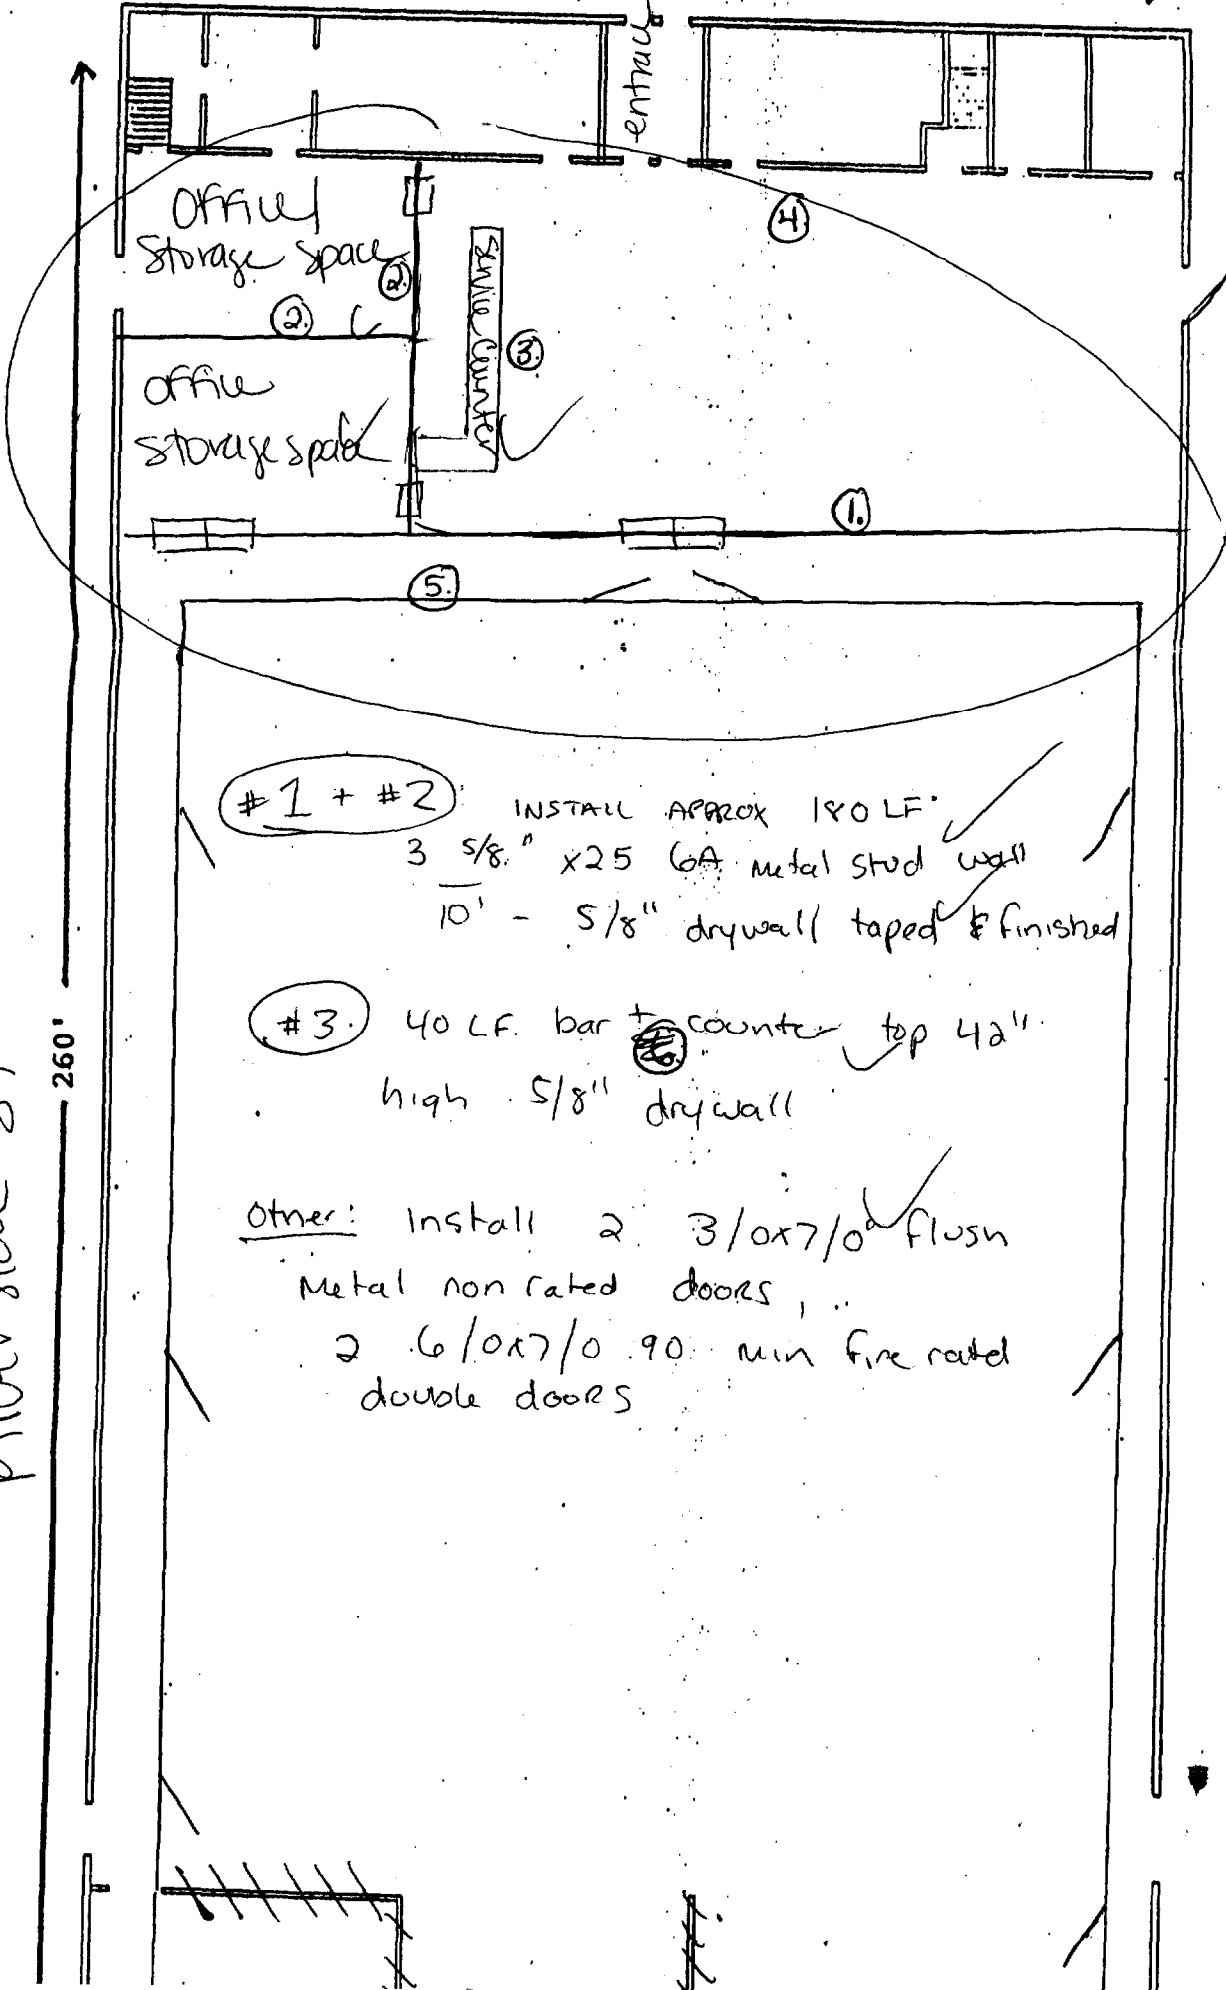 entrance
Office/
Storage Space
2.
2.
4
Service Counter
3.
Office
Storage space
1.
5.
260'
#1 + #2: INSTALL APPROX 180 LF.
3 5/8" x25 GA Metal Stud wall
10' - 5/8" drywall taped & finished
#3. 40 LF. bar + counter top 42"
high 5/8" drywall
Other: Install 2 3/0x7/0 flush
Metal non rated doors,
2 6/0x7/0 90 min fire rated
double doors